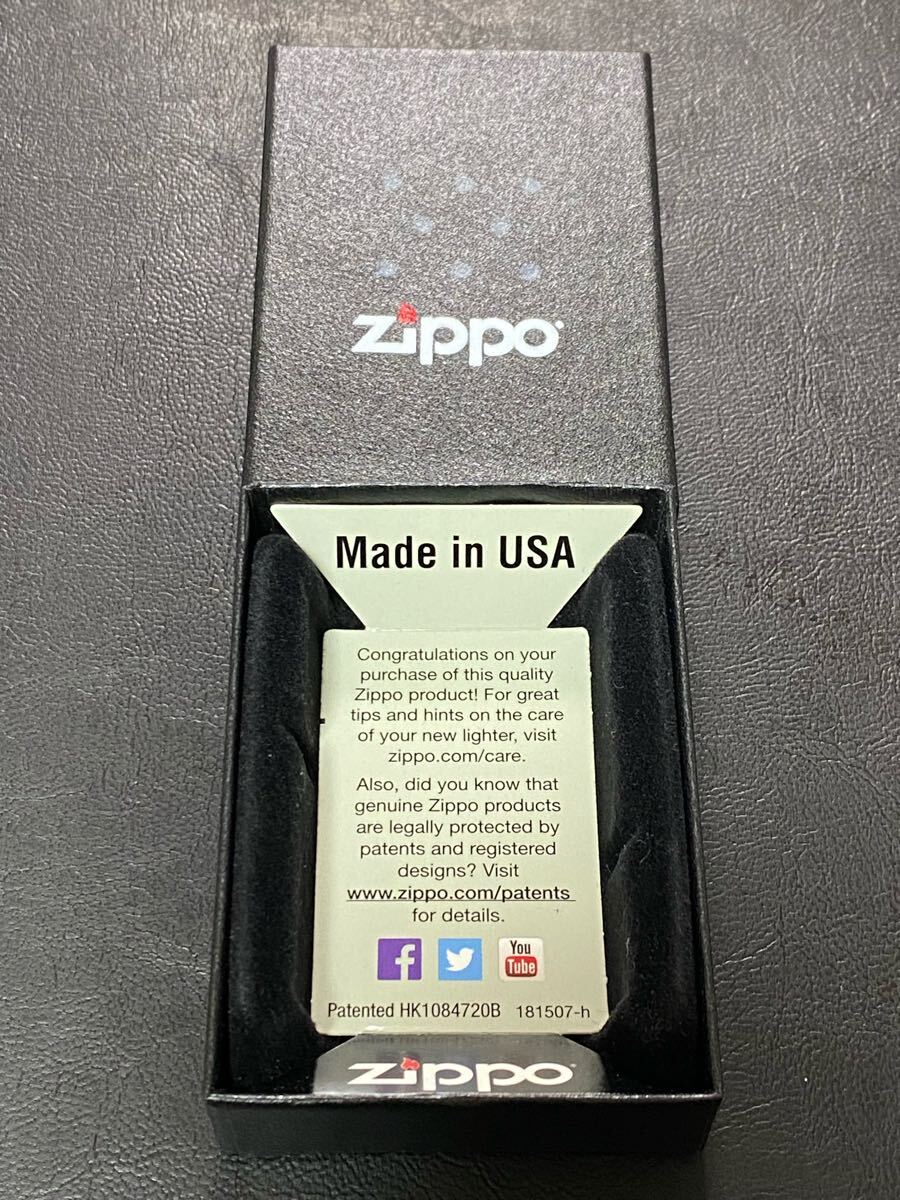 zippo
Made in USA
Congratulations on your
purchase of this quality
Zippo product! For great
tips and hints on the care
of your new lighter, visit
zippo.com/care.
Also, did you know that
genuine Zippo products
are legally protected by
patents and registered
designs? Visit
www.zippo.com/patents
for details.
f
You
Tube
Patented HK1084720B 181507-h
zippo